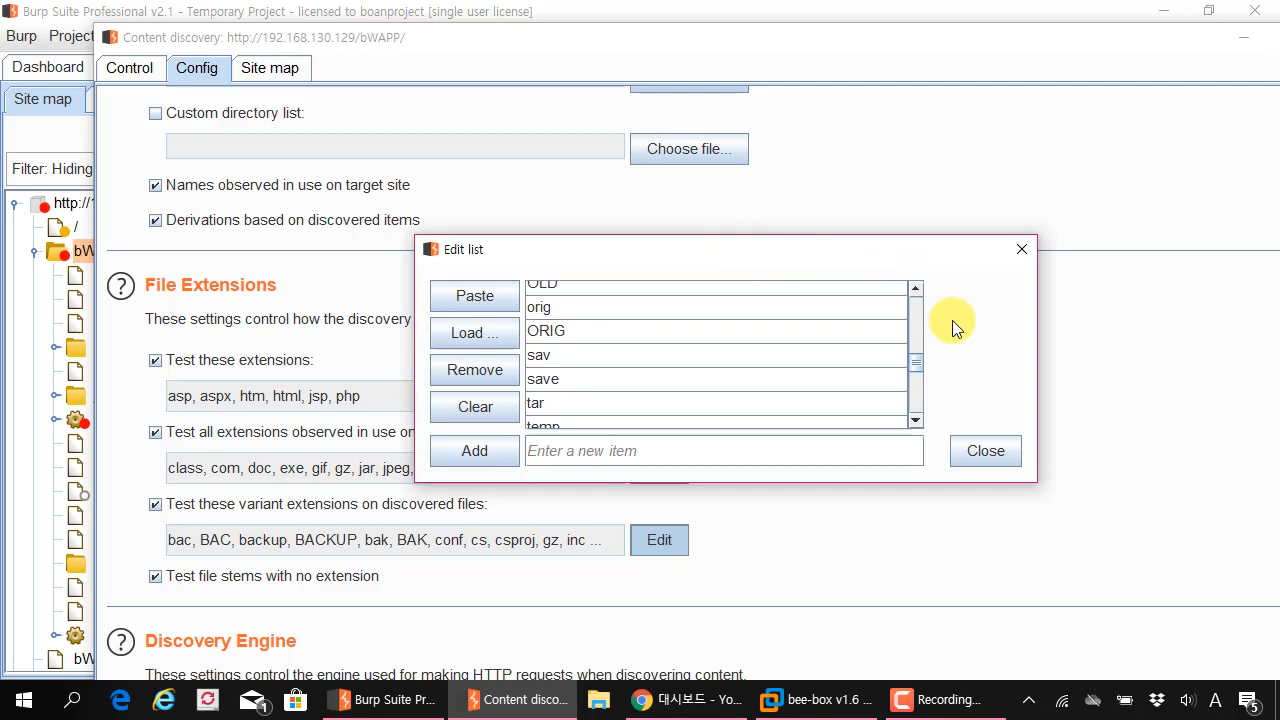 Burp Suite Professional v2.1 - Temporary Project - licensed to boanproject [single user license]
Burp Project
Content discovery: http://192.168.130.129/bWAPP/
Dashboard
Control Config Site map
Site map
Custom directory list:
Choose file...
Filter: Hiding
Names observed in use on target site
http://1
Derivations based on discovered items
/
bW
Edit list
File Extensions
These settings control how the discovery
Test these extensions:
asp, aspx, htm, html, jsp, php
Test all extensions observed in use on
class, com, doc, exe, gif, gz, jar, jpeg,
Paste
Load ...
Remove
Clear
Add
OLD
orig
ORIG
sav
save
tar
temp
Enter a new item
Close
Test these variant extensions on discovered files:
bac, BAC, backup, BACKUP, bak, BAK, conf, cs, csproj, gz, inc ...
Edit
Test file stems with no extension
Discovery Engine
bW
These settings control the engine used for making HTTP requests when discovering content.
1
Burp Suite Pr...
Content disco...
대시보드 - Yo...
bee-box v1.6 ...
Recording...
A
5